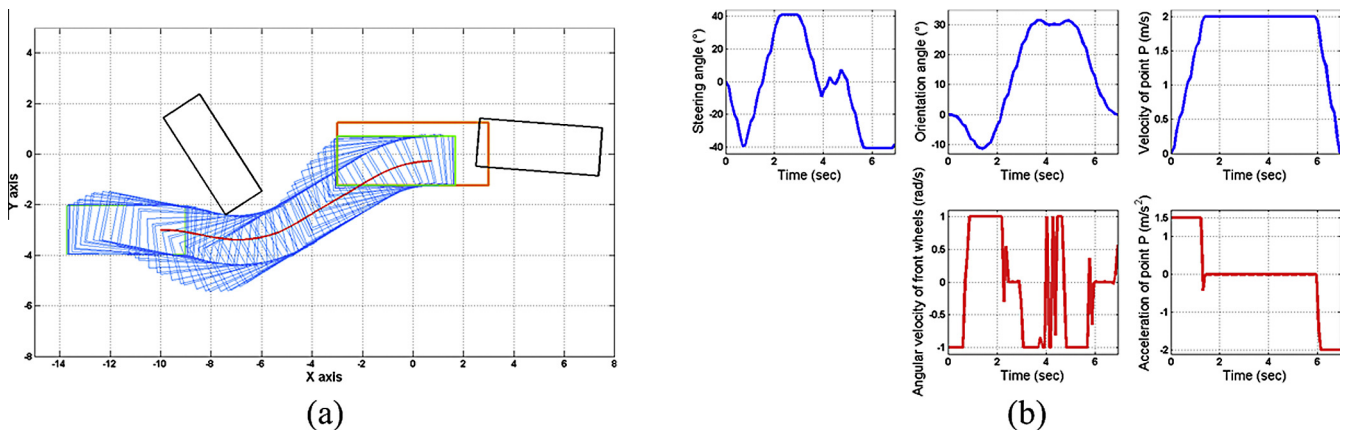 4
2
0
-2
-4
-6
-8
Y axis
-14 -12 -10 -8 -6 -4 -2 0 2 4 6 8
X axis
(a)
Steering angle (°)
40
20
0
-20
-40
0 2 4 6
Time (sec)
Orientation angle (°)
30
20
10
0
-10
0 2 4 6
Time (sec)
Velocity of point P (m/s)
2
1.5
1
0.5
0
0 2 4 6
Time (sec)
Angular velocity of front wheels (rad/s)
1
0.5
0
-0.5
-1
0 2 4 6
Time (sec)
Acceleration of point P (m/s²)
1.5
1
0
-1
-2
0 2 4 6
Time (sec)
(b)